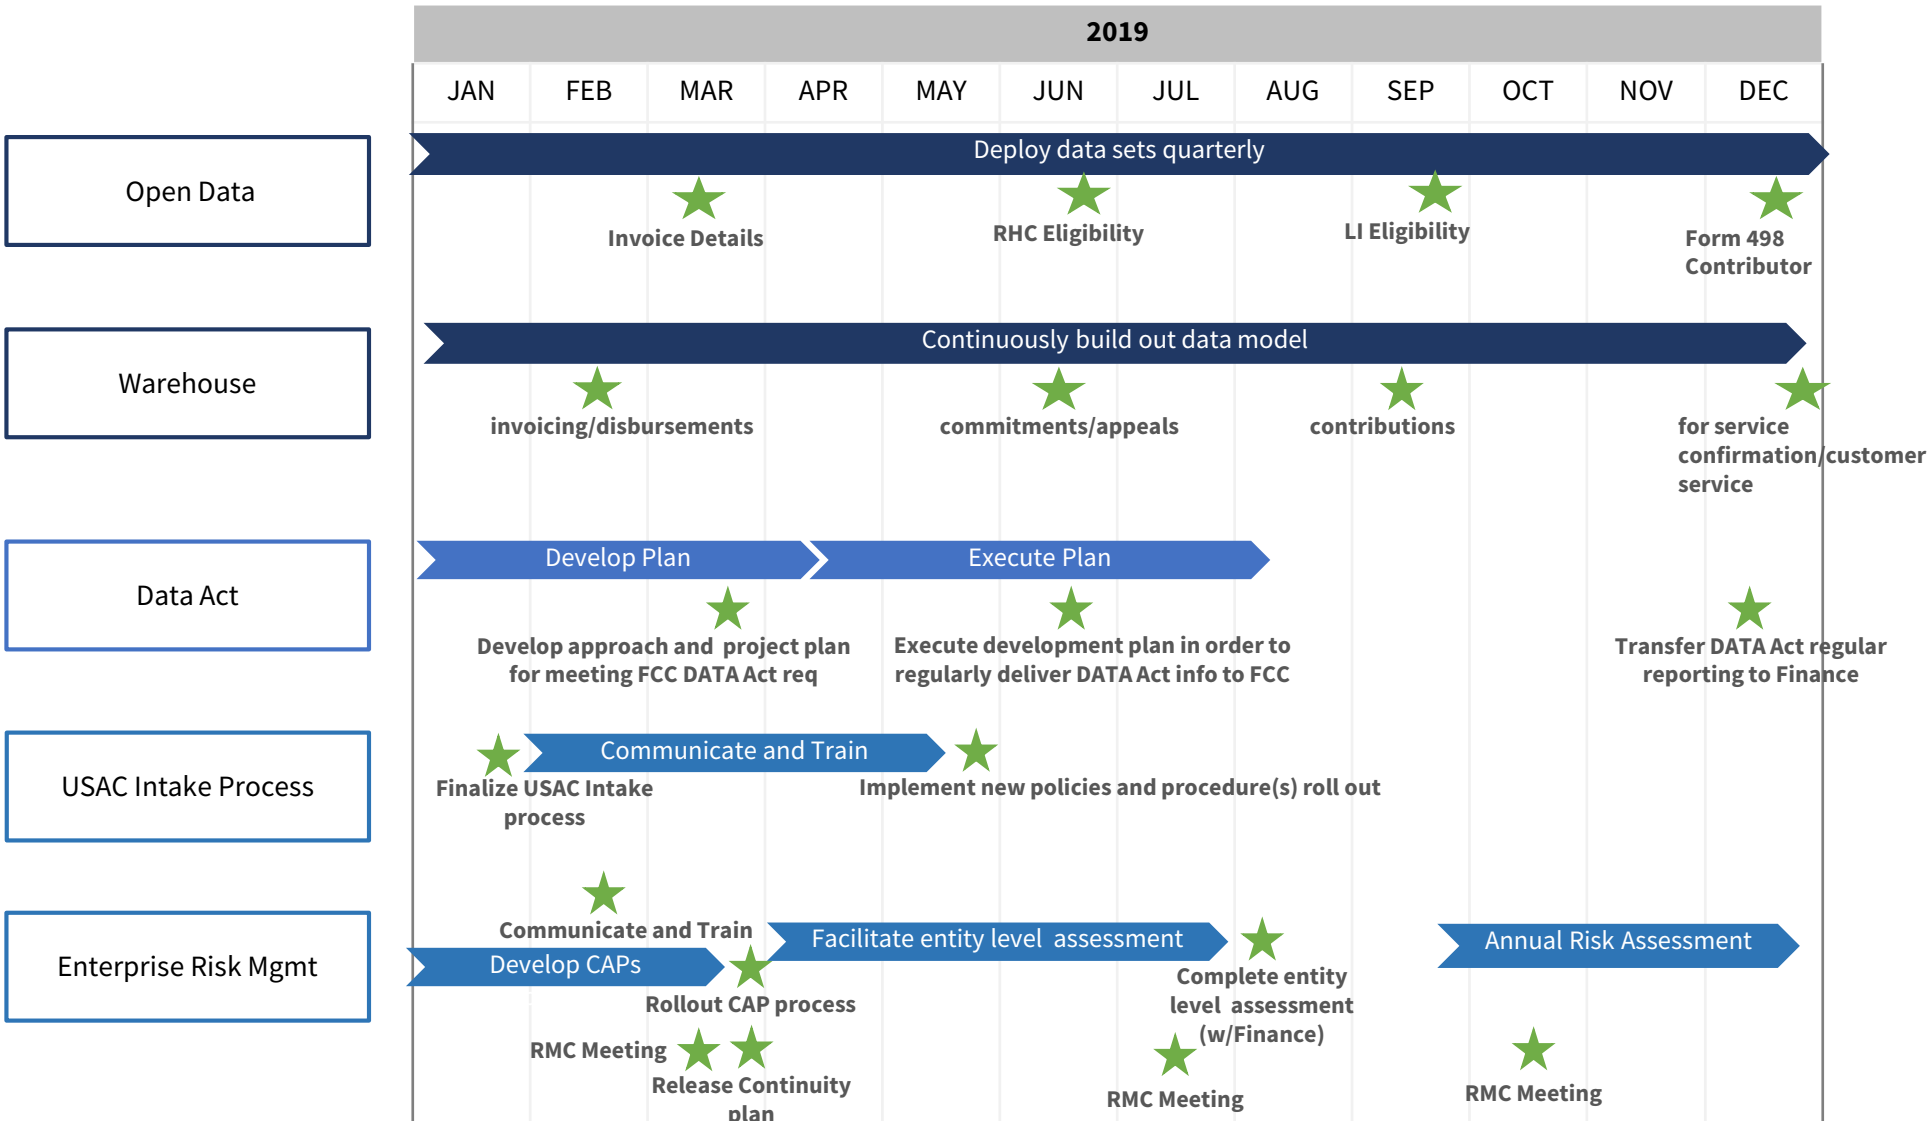 2019
JAN FEB MAR APR MAY JUN JUL AUG SEP OCT NOV DEC
Open Data
Deploy data sets quarterly
Invoice Details
RHC Eligibility
LI Eligibility
Form 498
Contributor
Warehouse
Continuously build out data model
invoicing/disbursements
commitments/appeals
contributions
for service
confirmation/customer
service
Data Act
Develop Plan
Execute Plan
Develop approach and project plan
for meeting FCC DATA Act req
Execute development plan in order to
regularly deliver DATA Act info to FCC
Transfer DATA Act regular
reporting to Finance
USAC Intake Process
Communicate and Train
Finalize USAC Intake
process
Implement new policies and procedure(s) roll out
Enterprise Risk Mgmt
Communicate and Train
Develop CAPs
Facilitate entity level assessment
Annual Risk Assessment
Rollout CAP process
Complete entity
level assessment
(w/Finance)
RMC Meeting
Release Continuity
plan
RMC Meeting
RMC Meeting